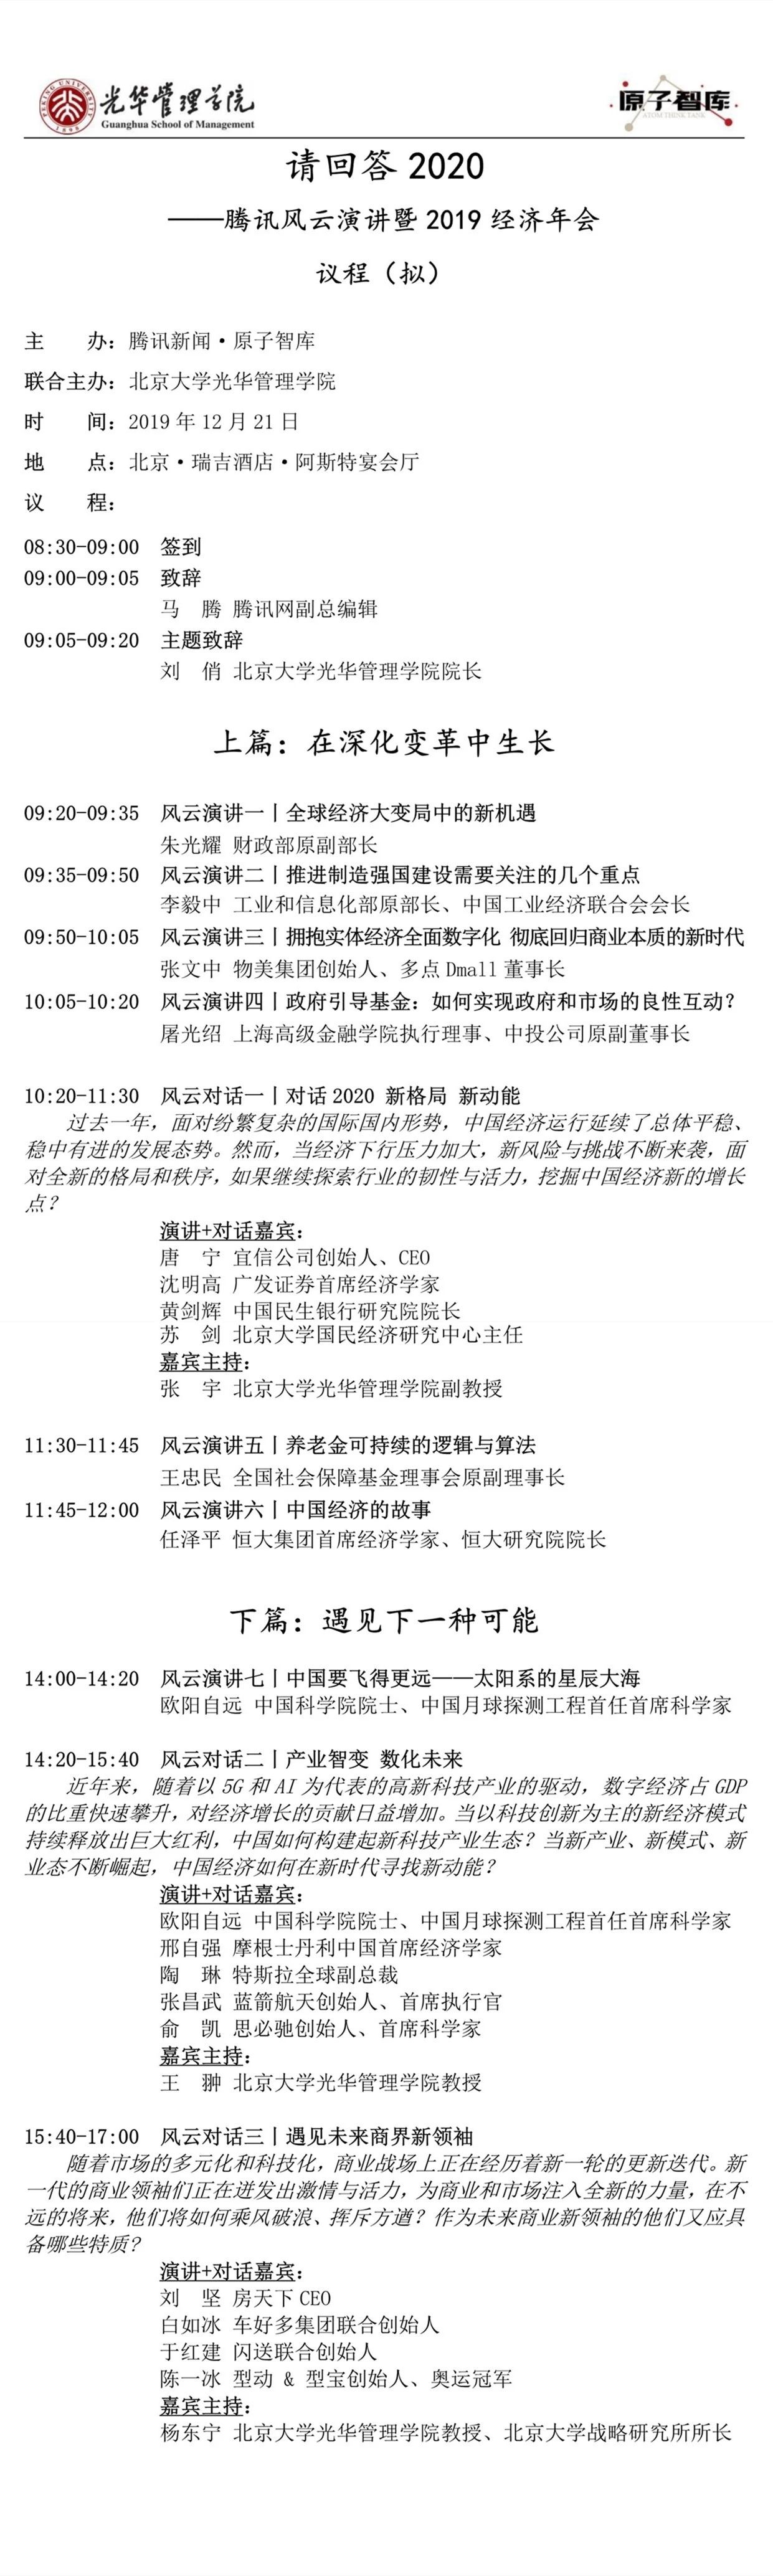 光华管理学院
Guanghua School of Management
PEKING UNIVERSITY
1898
原子智库
ATOM THINK TANK
请回答 2020
——腾讯风云演讲暨 2019 经济年会
议程（拟）
主　　办：腾讯新闻·原子智库
联合主办：北京大学光华管理学院
时　　间：2019 年 12 月 21 日
地　　点：北京·瑞吉酒店·阿斯特宴会厅
议　　程：
08:30-09:00 签到
09:00-09:05 致辞
马　腾 腾讯网副总编辑
09:05-09:20 主题致辞
刘　俏 北京大学光华管理学院院长
上篇：在深化变革中生长
09:20-09:35 风云演讲一丨全球经济大变局中的新机遇
朱光耀 财政部原副部长
09:35-09:50 风云演讲二丨推进制造强国建设需要关注的几个重点
李毅中 工业和信息化部原部长、中国工业经济联合会会长
09:50-10:05 风云演讲三丨拥抱实体经济全面数字化 彻底回归商业本质的新时代
张文中 物美集团创始人、多点 Dmall 董事长
10:05-10:20 风云演讲四丨政府引导基金：如何实现政府和市场的良性互动？
屠光绍 上海高级金融学院执行理事、中投公司原副董事长
10:20-11:30 风云对话一丨对话 2020 新格局 新动能
过去一年，面对纷繁复杂的国际国内形势，中国经济运行延续了总体平稳、
稳中有进的发展态势。然而，当经济下行压力加大，新风险与挑战不断来袭，面
对全新的格局和秩序，如果继续探索行业的韧性与活力，挖掘中国经济新的增长
点？
演讲+对话嘉宾：
唐　宁 宜信公司创始人、CEO
沈明高 广发证券首席经济学家
黄剑辉 中国民生银行研究院院长
苏　剑 北京大学国民经济研究中心主任
嘉宾主持：
张　宇 北京大学光华管理学院副教授
11:30-11:45 风云演讲五丨养老金可持续的逻辑与算法
王忠民 全国社会保障基金理事会原副理事长
11:45-12:00 风云演讲六丨中国经济的故事
任泽平 恒大集团首席经济学家、恒大研究院院长
下篇：遇见下一种可能
14:00-14:20 风云演讲七丨中国要飞得更远——太阳系的星辰大海
欧阳自远 中国科学院院士、中国月球探测工程首任首席科学家
14:20-15:40 风云对话二丨产业智变 数化未来
近年来，随着以 5G 和 AI 为代表的高新科技产业的驱动，数字经济占 GDP
的比重快速攀升，对经济增长的贡献日益增加。当以科技创新为主的新经济模式
持续释放出巨大红利，中国如何构建起新科技产业生态？当新产业、新模式、新
业态不断崛起，中国经济如何在新时代寻找新动能？
演讲+对话嘉宾：
欧阳自远 中国科学院院士、中国月球探测工程首任首席科学家
邢自强 摩根士丹利中国首席经济学家
陶　琳 特斯拉全球副总裁
张昌武 蓝箭航天创始人、首席执行官
俞　凯 思必驰创始人、首席科学家
嘉宾主持：
王　翀 北京大学光华管理学院教授
15:40-17:00 风云对话三丨遇见未来商界新领袖
随着市场的多元化和科技化，商业战场上正在经历着新一轮的更新迭代。新
一代的商业领袖们正在迸发出激情与活力，为商业和市场注入全新的力量，在不
远的将来，他们将如何乘风破浪、挥斥方遒？作为未来商业新领袖的他们又应具
备哪些特质?
演讲+对话嘉宾：
刘　坚 房天下 CEO
白如冰 车好多集团联合创始人
于红建 闪送联合创始人
陈一冰 型动 & 型宝创始人、奥运冠军
嘉宾主持：
杨东宁 北京大学光华管理学院教授、北京大学战略研究所所长